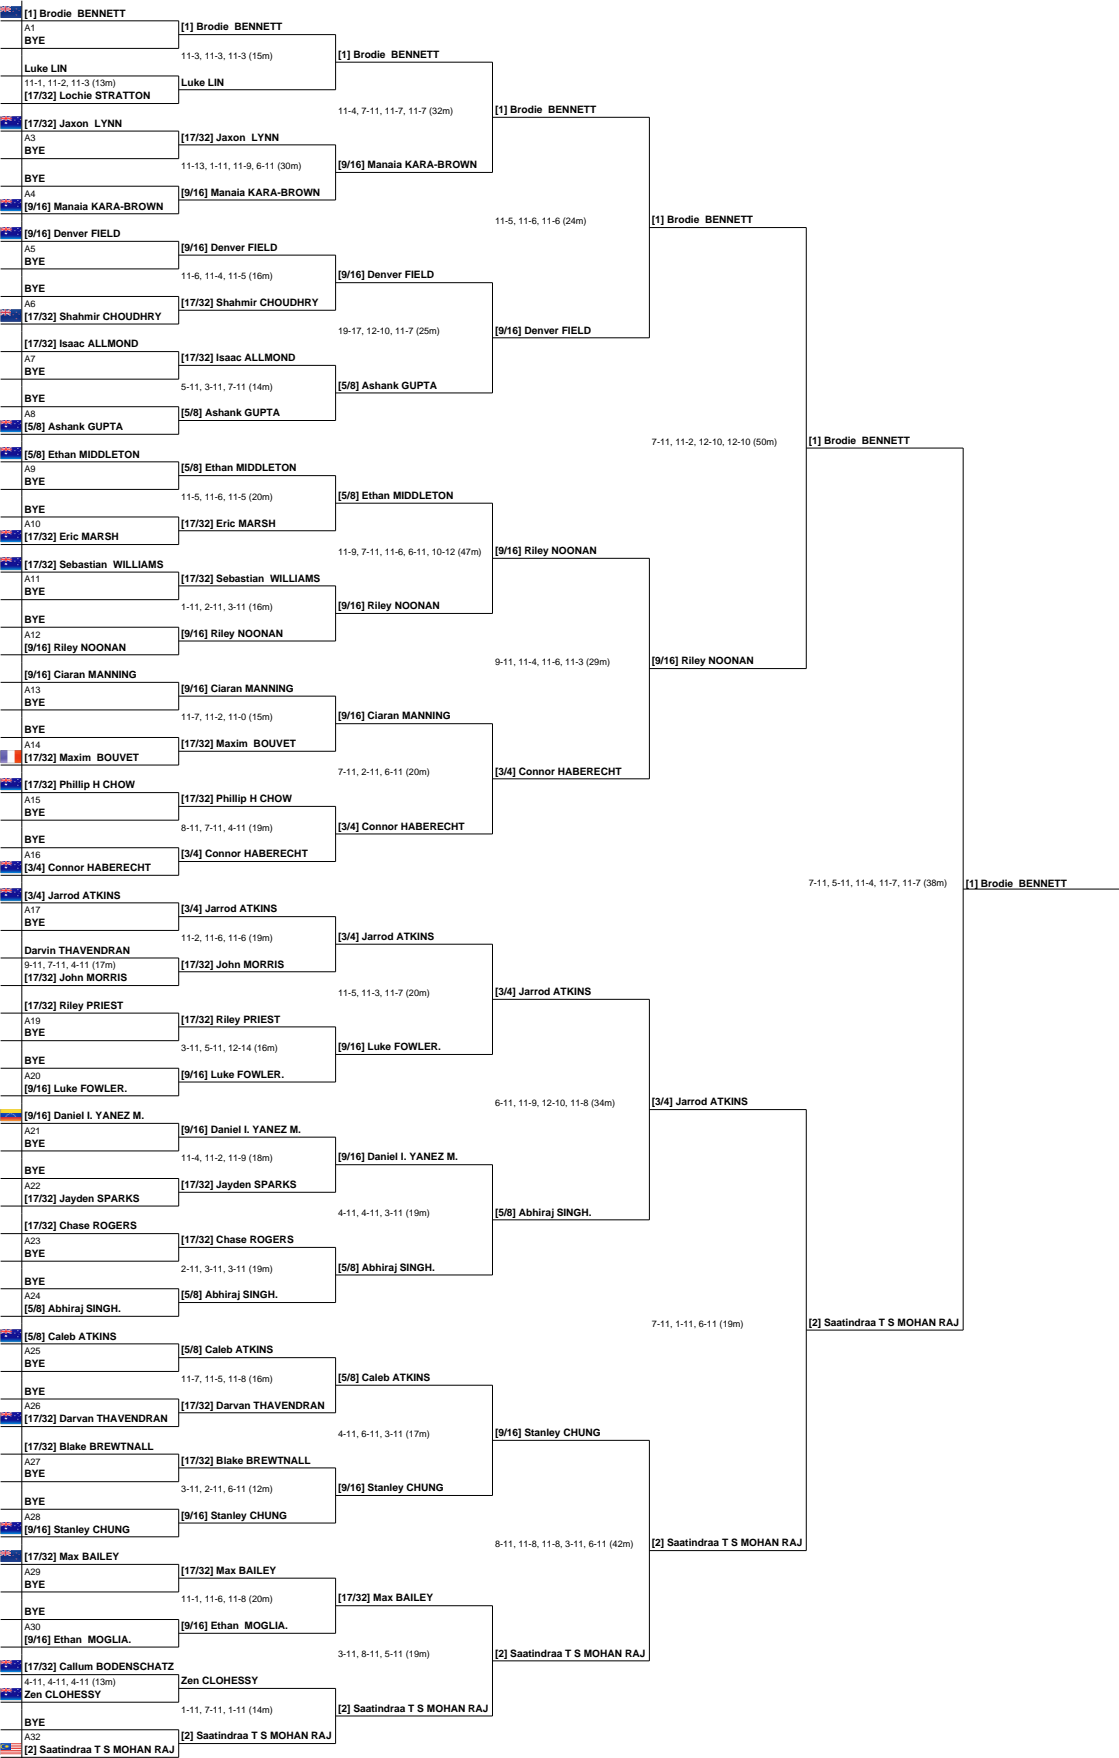 [1] Brodie  BENNETT
A1
BYE
Luke LIN
11-1, 11-2, 11-3 (13m)
[17/32] Lochie STRATTON
[17/32] Jaxon  LYNN
A3
BYE
BYE
A4
[9/16] Manaia KARA-BROWN
[9/16] Denver FIELD
A5
BYE
BYE
A6
[17/32] Shahmir CHOUDHRY
[17/32] Isaac ALLMOND
A7
BYE
BYE
A8
[5/8] Ashank GUPTA
[5/8] Ethan MIDDLETON
A9
BYE
BYE
A10
[17/32] Eric MARSH
[17/32] Sebastian  WILLIAMS
A11
BYE
BYE
A12
[9/16] Riley NOONAN
[9/16] Ciaran MANNING
A13
BYE
BYE
A14
[17/32] Maxim  BOUVET
[17/32] Phillip H CHOW
A15
BYE
BYE
A16
[3/4] Connor HABERECHT
[3/4] Jarrod ATKINS
A17
BYE
Darvin THAVENDRAN
9-11, 7-11, 4-11 (17m)
[17/32] John MORRIS
[17/32] Riley PRIEST
A19
BYE
BYE
A20
[9/16] Luke FOWLER.
[9/16] Daniel I. YANEZ M.
A21
BYE
BYE
A22
[17/32] Jayden SPARKS
[17/32] Chase ROGERS
A23
BYE
BYE
A24
[5/8] Abhiraj SINGH.
[5/8] Caleb ATKINS
A25
BYE
BYE
A26
[17/32] Darvan THAVENDRAN
[17/32] Blake BREWTNALL
A27
BYE
BYE
A28
[9/16] Stanley CHUNG
[17/32] Max BAILEY
A29
BYE
BYE
A30
[9/16] Ethan  MOGLIA.
[17/32] Callum BODENSCHATZ
4-11, 4-11, 4-11 (13m)
Zen CLOHESSY
BYE
A32
[2] Saatindraa T S MOHAN RAJ
[1] Brodie  BENNETT
11-3, 11-3, 11-3 (15m)
Luke LIN
[17/32] Jaxon  LYNN
11-13, 1-11, 11-9, 6-11 (30m)
[9/16] Manaia KARA-BROWN
[9/16] Denver FIELD
11-6, 11-4, 11-5 (16m)
[17/32] Shahmir CHOUDHRY
[17/32] Isaac ALLMOND
5-11, 3-11, 7-11 (14m)
[5/8] Ashank GUPTA
[5/8] Ethan MIDDLETON
11-5, 11-6, 11-5 (20m)
[17/32] Eric MARSH
[17/32] Sebastian  WILLIAMS
1-11, 2-11, 3-11 (16m)
[9/16] Riley NOONAN
[9/16] Ciaran MANNING
11-7, 11-2, 11-0 (15m)
[17/32] Maxim  BOUVET
[17/32] Phillip H CHOW
8-11, 7-11, 4-11 (19m)
[3/4] Connor HABERECHT
[3/4] Jarrod ATKINS
11-2, 11-6, 11-6 (19m)
[17/32] John MORRIS
[17/32] Riley PRIEST
3-11, 5-11, 12-14 (16m)
[9/16] Luke FOWLER.
[9/16] Daniel I. YANEZ M.
11-4, 11-2, 11-9 (18m)
[17/32] Jayden SPARKS
[17/32] Chase ROGERS
2-11, 3-11, 3-11 (19m)
[5/8] Abhiraj SINGH.
[5/8] Caleb ATKINS
11-7, 11-5, 11-8 (16m)
[17/32] Darvan THAVENDRAN
[17/32] Blake BREWTNALL
3-11, 2-11, 6-11 (12m)
[9/16] Stanley CHUNG
[17/32] Max BAILEY
11-1, 11-6, 11-8 (20m)
[9/16] Ethan  MOGLIA.
Zen CLOHESSY
1-11, 7-11, 1-11 (14m)
[2] Saatindraa T S MOHAN RAJ
[1] Brodie  BENNETT
11-4, 7-11, 11-7, 11-7 (32m)
[9/16] Manaia KARA-BROWN
[9/16] Denver FIELD
19-17, 12-10, 11-7 (25m)
[5/8] Ashank GUPTA
[5/8] Ethan MIDDLETON
11-9, 7-11, 11-6, 6-11, 10-12 (47m)
[9/16] Riley NOONAN
[9/16] Ciaran MANNING
7-11, 2-11, 6-11 (20m)
[3/4] Connor HABERECHT
[3/4] Jarrod ATKINS
11-5, 11-3, 11-7 (20m)
[9/16] Luke FOWLER.
[9/16] Daniel I. YANEZ M.
4-11, 4-11, 3-11 (19m)
[5/8] Abhiraj SINGH.
[5/8] Caleb ATKINS
4-11, 6-11, 3-11 (17m)
[9/16] Stanley CHUNG
[17/32] Max BAILEY
3-11, 8-11, 5-11 (19m)
[2] Saatindraa T S MOHAN RAJ
[1] Brodie  BENNETT
11-5, 11-6, 11-6 (24m)
[9/16] Denver FIELD
[9/16] Riley NOONAN
9-11, 11-4, 11-6, 11-3 (29m)
[3/4] Connor HABERECHT
[3/4] Jarrod ATKINS
6-11, 11-9, 12-10, 11-8 (34m)
[5/8] Abhiraj SINGH.
[9/16] Stanley CHUNG
8-11, 11-8, 11-8, 3-11, 6-11 (42m)
[2] Saatindraa T S MOHAN RAJ
[1] Brodie  BENNETT
7-11, 11-2, 12-10, 12-10 (50m)
[9/16] Riley NOONAN
[3/4] Jarrod ATKINS
7-11, 1-11, 6-11 (19m)
[2] Saatindraa T S MOHAN RAJ
[1] Brodie  BENNETT
7-11, 5-11, 11-4, 11-7, 11-7 (38m)
[2] Saatindraa T S MOHAN RAJ
[1] Brodie  BENNETT